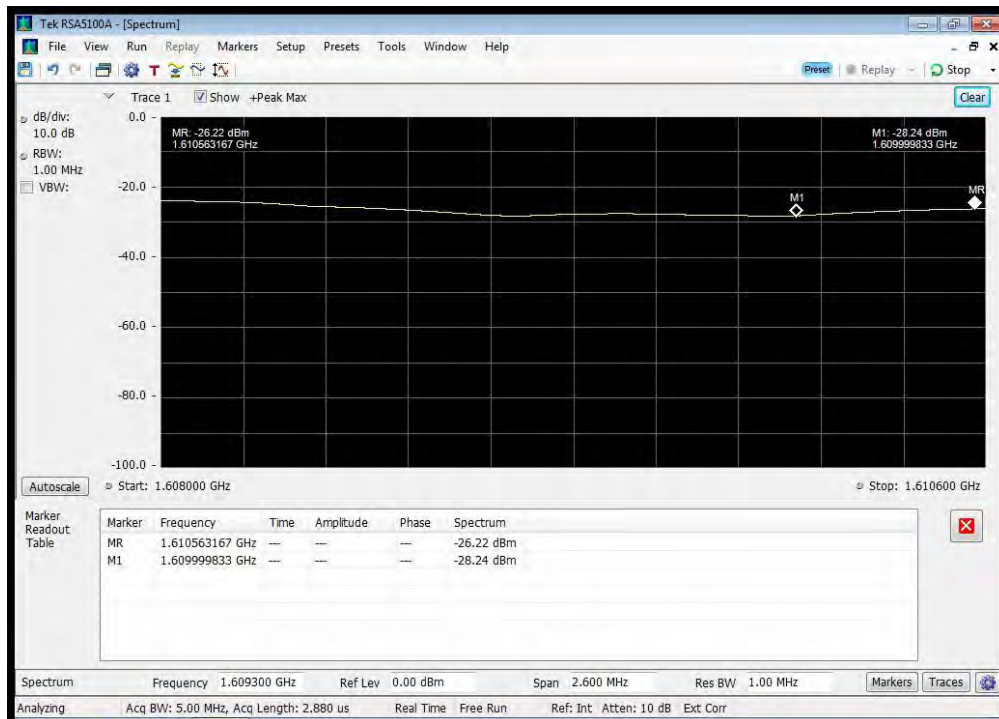 Tek RSA5100A - [Spectrum]
File View Run Replay Markers Setup Presets Tools Window Help
Preset Replay Stop
Trace 1 Show +Peak Max Clear
dB/div:
10.0 dB
RBW:
1.00 MHz
VBW:
0.0
-20.0
-40.0
-60.0
-80.0
-100.0
MR: -26.22 dBm
1.610563167 GHz
M1: -28.24 dBm
1.609999833 GHz
M1
MR
Autoscale Start: 1.608000 GHz Stop: 1.610600 GHz
Marker
Readout
Table
Marker Frequency Time Amplitude Phase Spectrum
MR 1.610563167 GHz --- --- --- -26.22 dBm
M1 1.609999833 GHz --- --- --- -28.24 dBm
Spectrum Frequency 1.609300 GHz Ref Lev 0.00 dBm Span 2.600 MHz Res BW 1.00 MHz Markers Traces
Analyzing Acq BW: 5.00 MHz, Acq Length: 2.880 us Real Time Free Run Ref: Int Atten: 10 dB Ext Corr